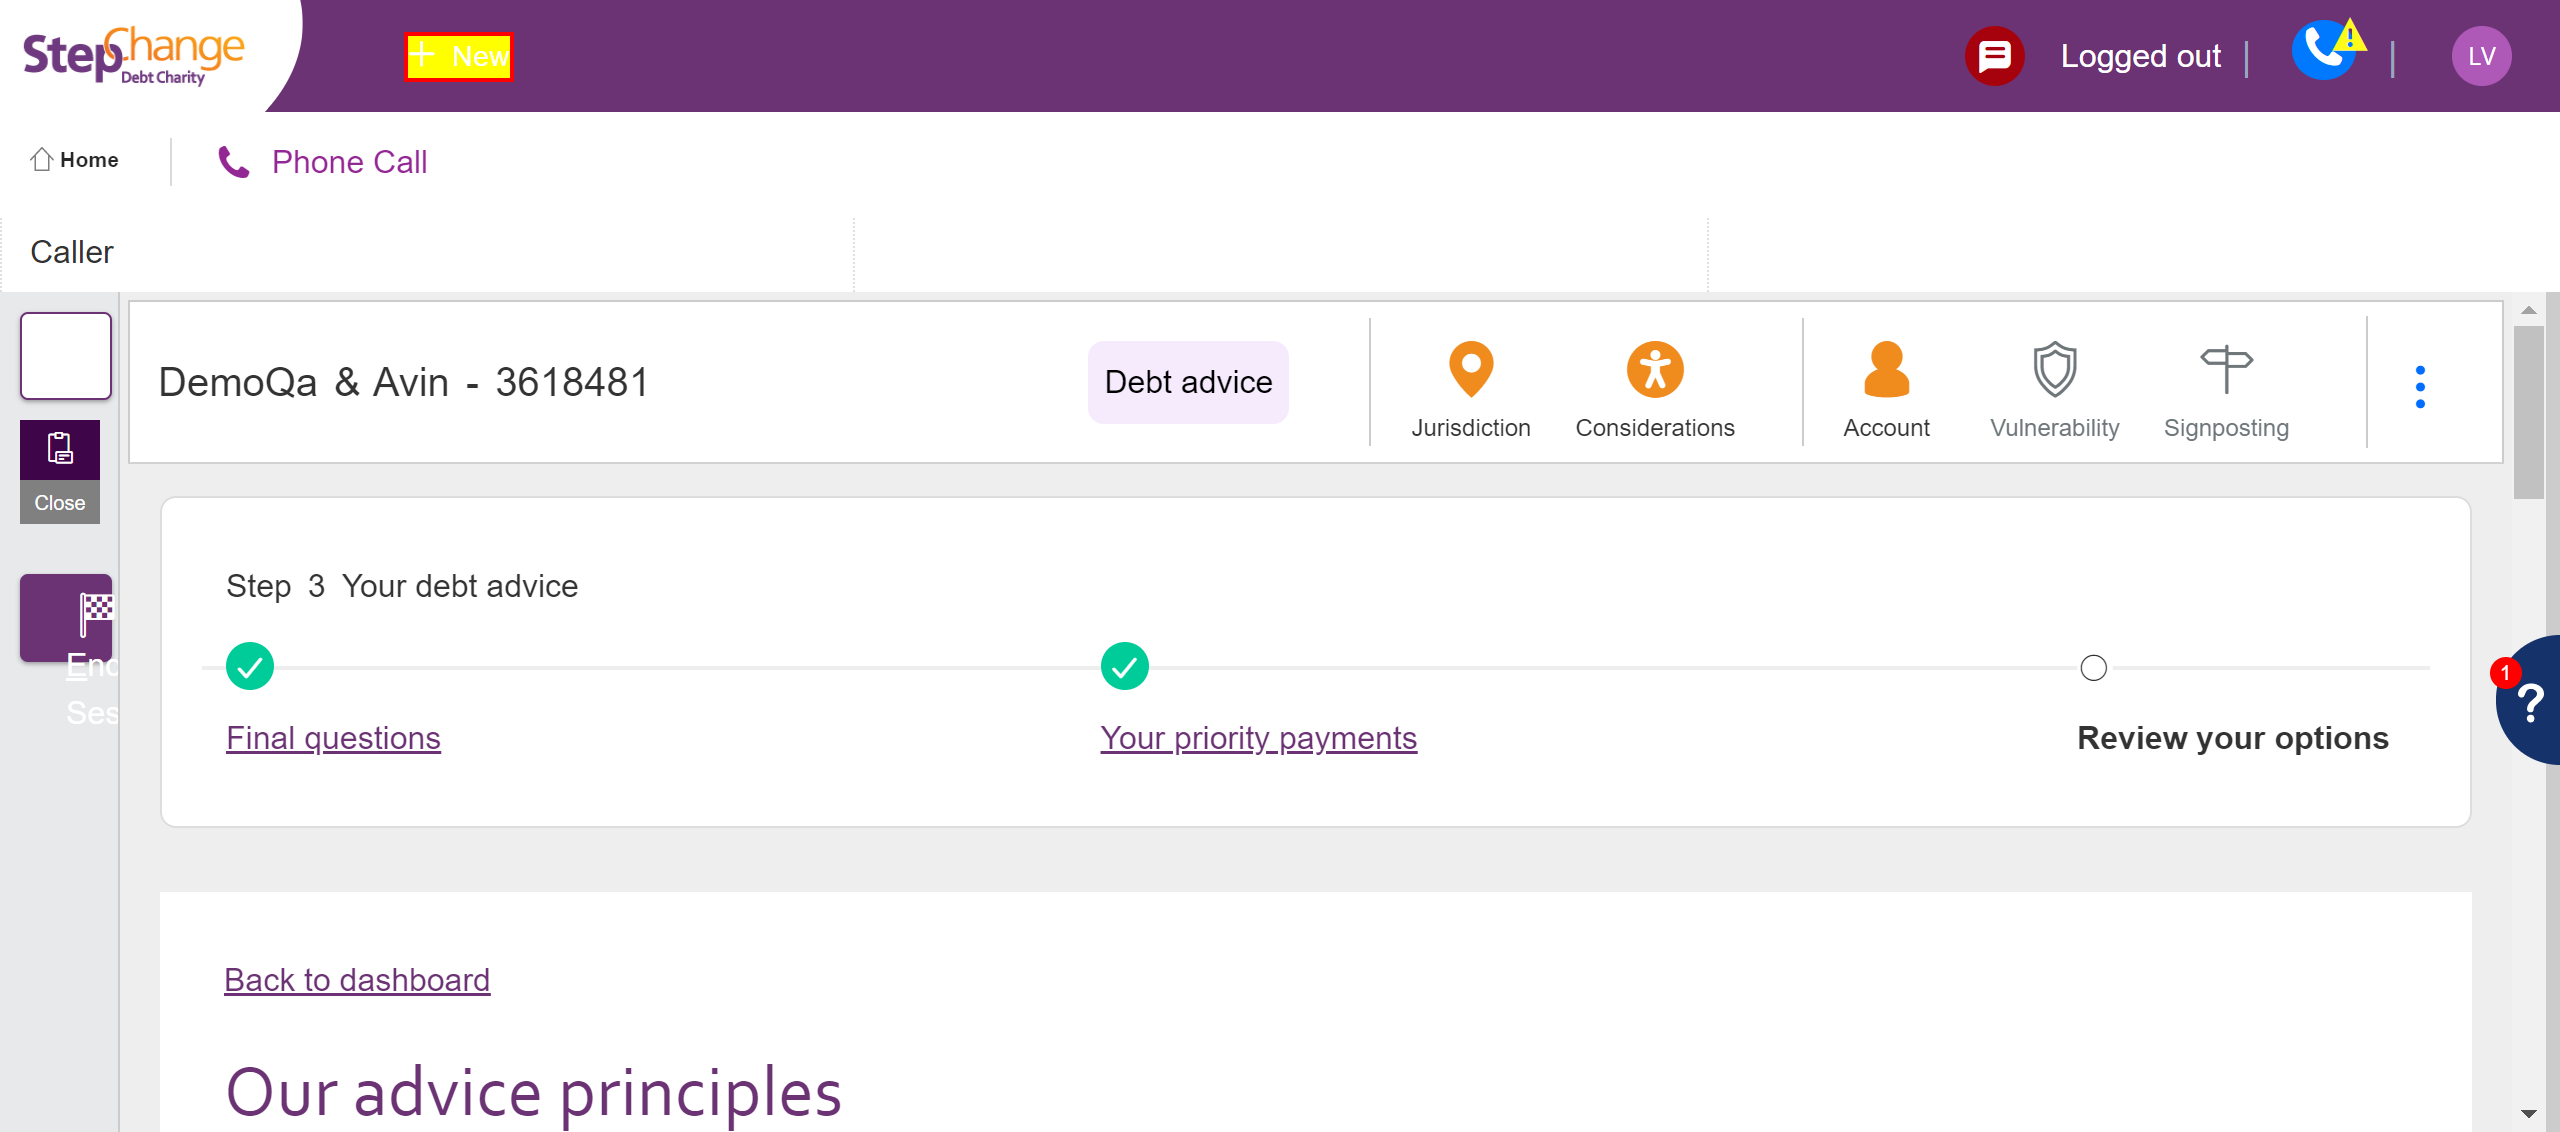 StepChange
Debt Charity
+ New
Logged out
LV
Home
Phone Call
Caller
DemoQa & Avin - 3618481
Debt advice
Jurisdiction
Considerations
Account
Vulnerability
Signposting
Close
Step 3 Your debt advice
Final questions
Your priority payments
Review your options
1
?
End
Ses
Back to dashboard
Our advice principles